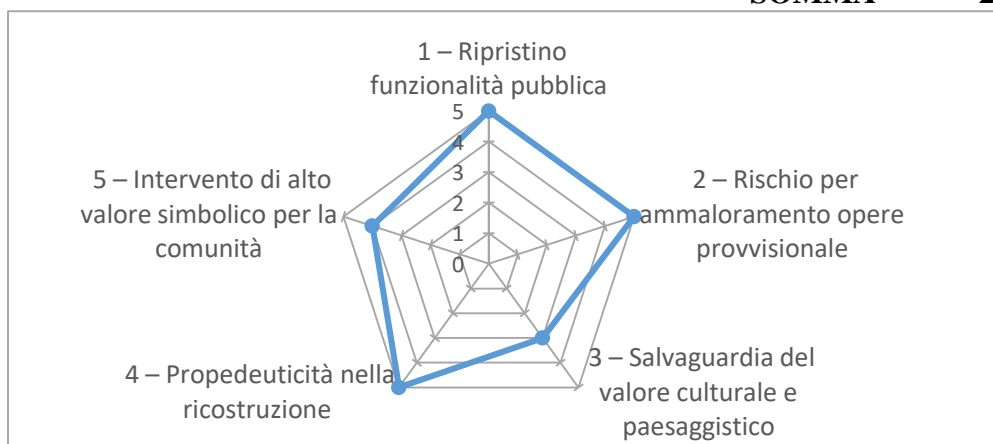 1 – Ripristino
funzionalità pubblica
5
4
3
2
1
0
2 – Rischio per
ammaloramento opere
provvisionale
3 – Salvaguardia del
valore culturale e
paesaggistico
4 – Propedeuticità nella
ricostruzione
5 – Intervento di alto
valore simbolico per la
comunità